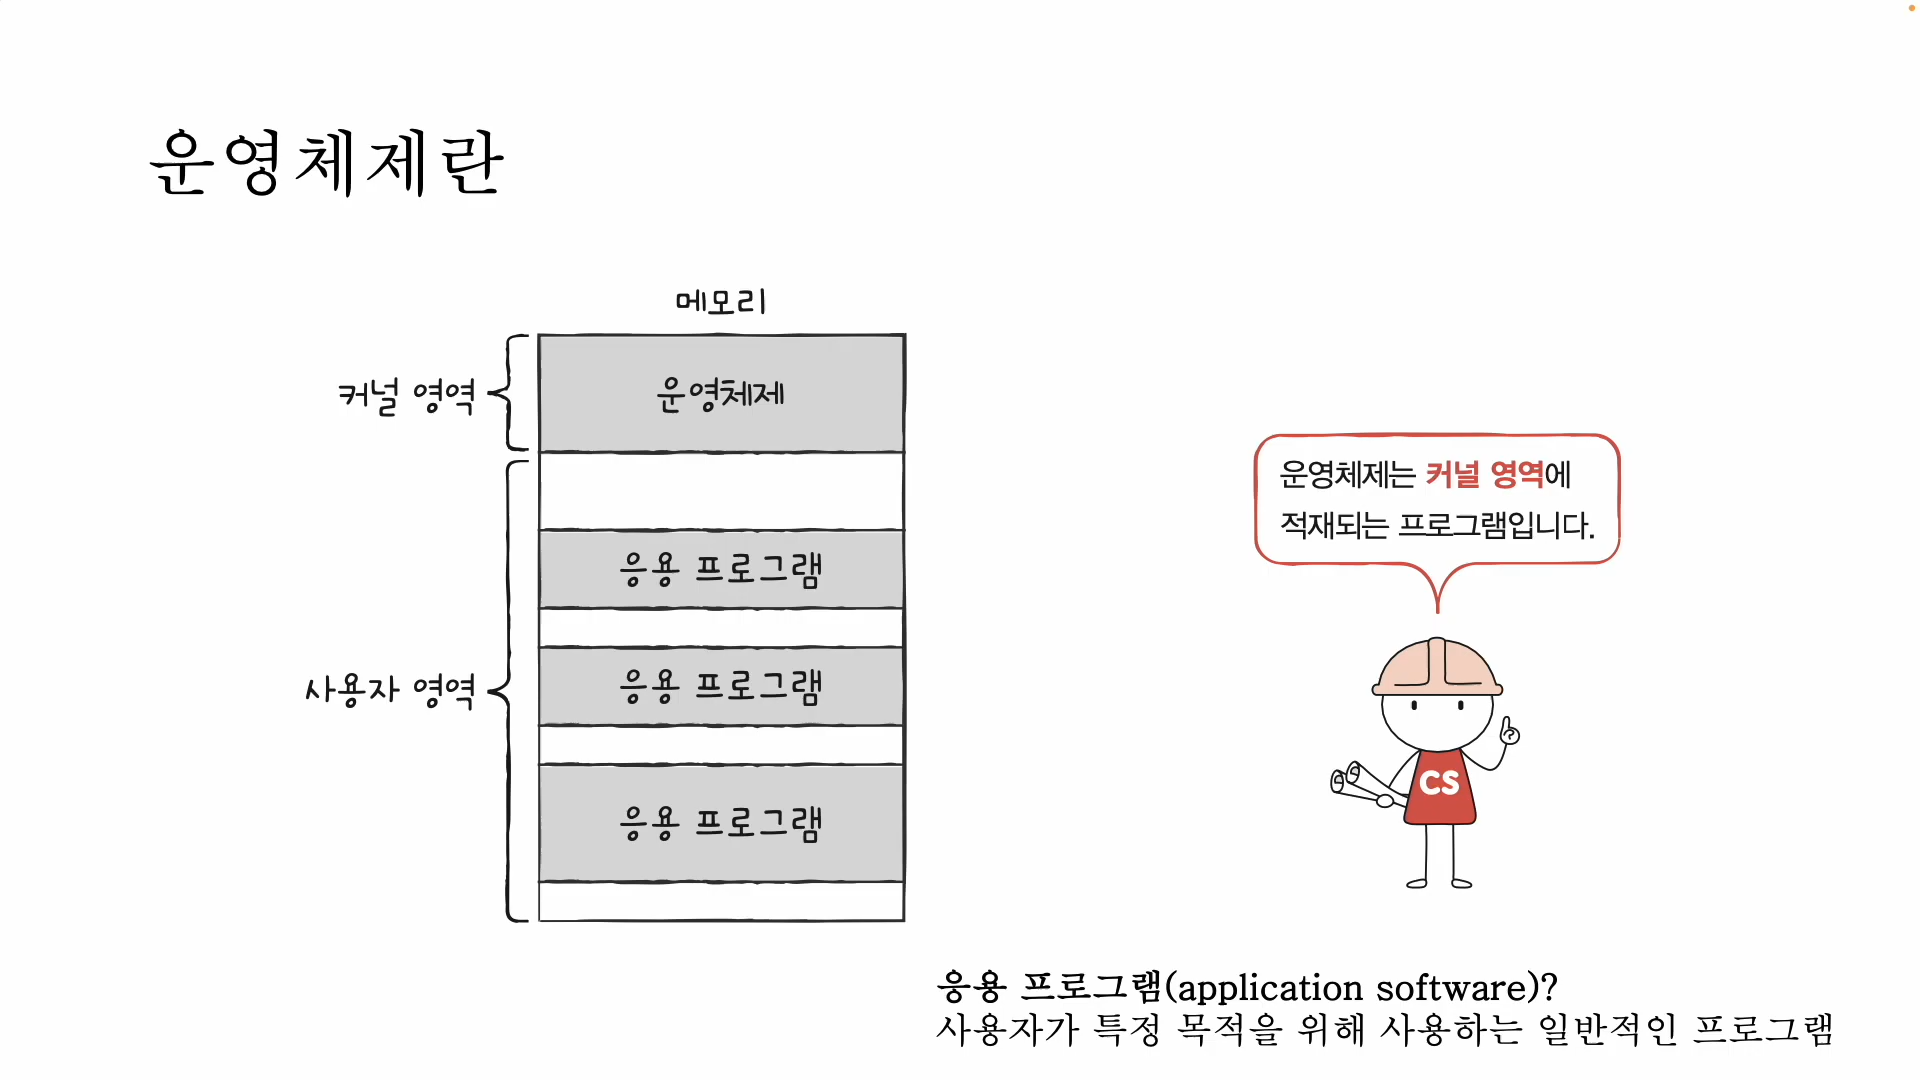 운영체제란
메모리
커널 영역
운영체제
응용 프로그램
사용자 영역
응용 프로그램
응용 프로그램
운영체제는 커널 영역에
적재되는 프로그램입니다.
CS
응용 프로그램(application software)?
사용자가 특정 목적을 위해 사용하는 일반적인 프로그램